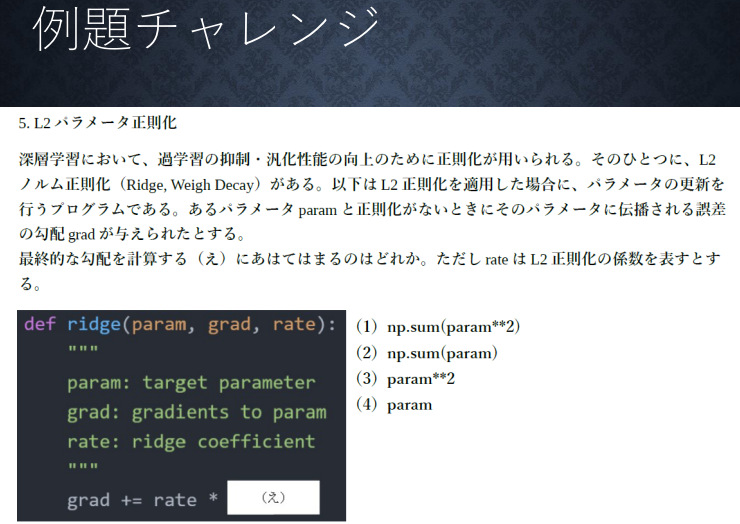 例題チャレンジ
5. L2 パラメータ正則化
深層学習において、過学習の抑制・汎化性能の向上のために正則化が用いられる。そのひとつに、L2
ノルム正則化（Ridge, Weigh Decay）がある。以下は L2 正則化を適用した場合に、パラメータの更新を
行うプログラムである。あるパラメータ param と正則化がないときにそのパラメータに伝播される誤差
の勾配 grad が与えられたとする。
最終的な勾配を計算する（え）にあはてはまるのはどれか。ただし rate は L2 正則化の係数を表すとす
る。
def ridge(param, grad, rate):
"""
param: target parameter
grad: gradients to param
rate: ridge coefficient
"""
grad += rate * （え）
（1）np.sum(param**2)
（2）np.sum(param)
（3）param**2
（4）param